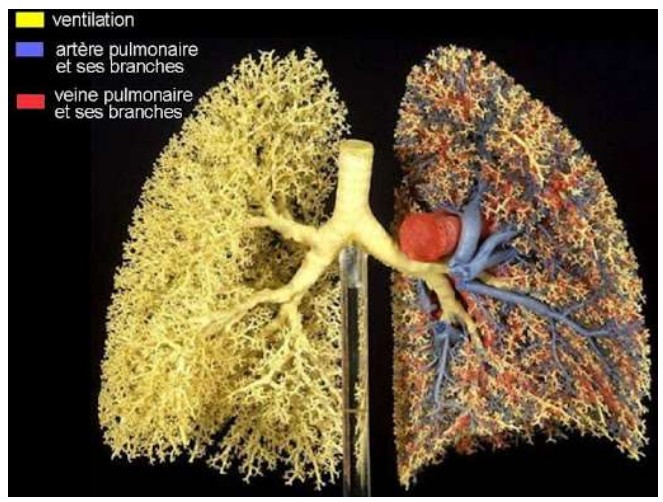 ventilation
artère pulmonaire
et ses branches
veine pulmonaire
et ses branches